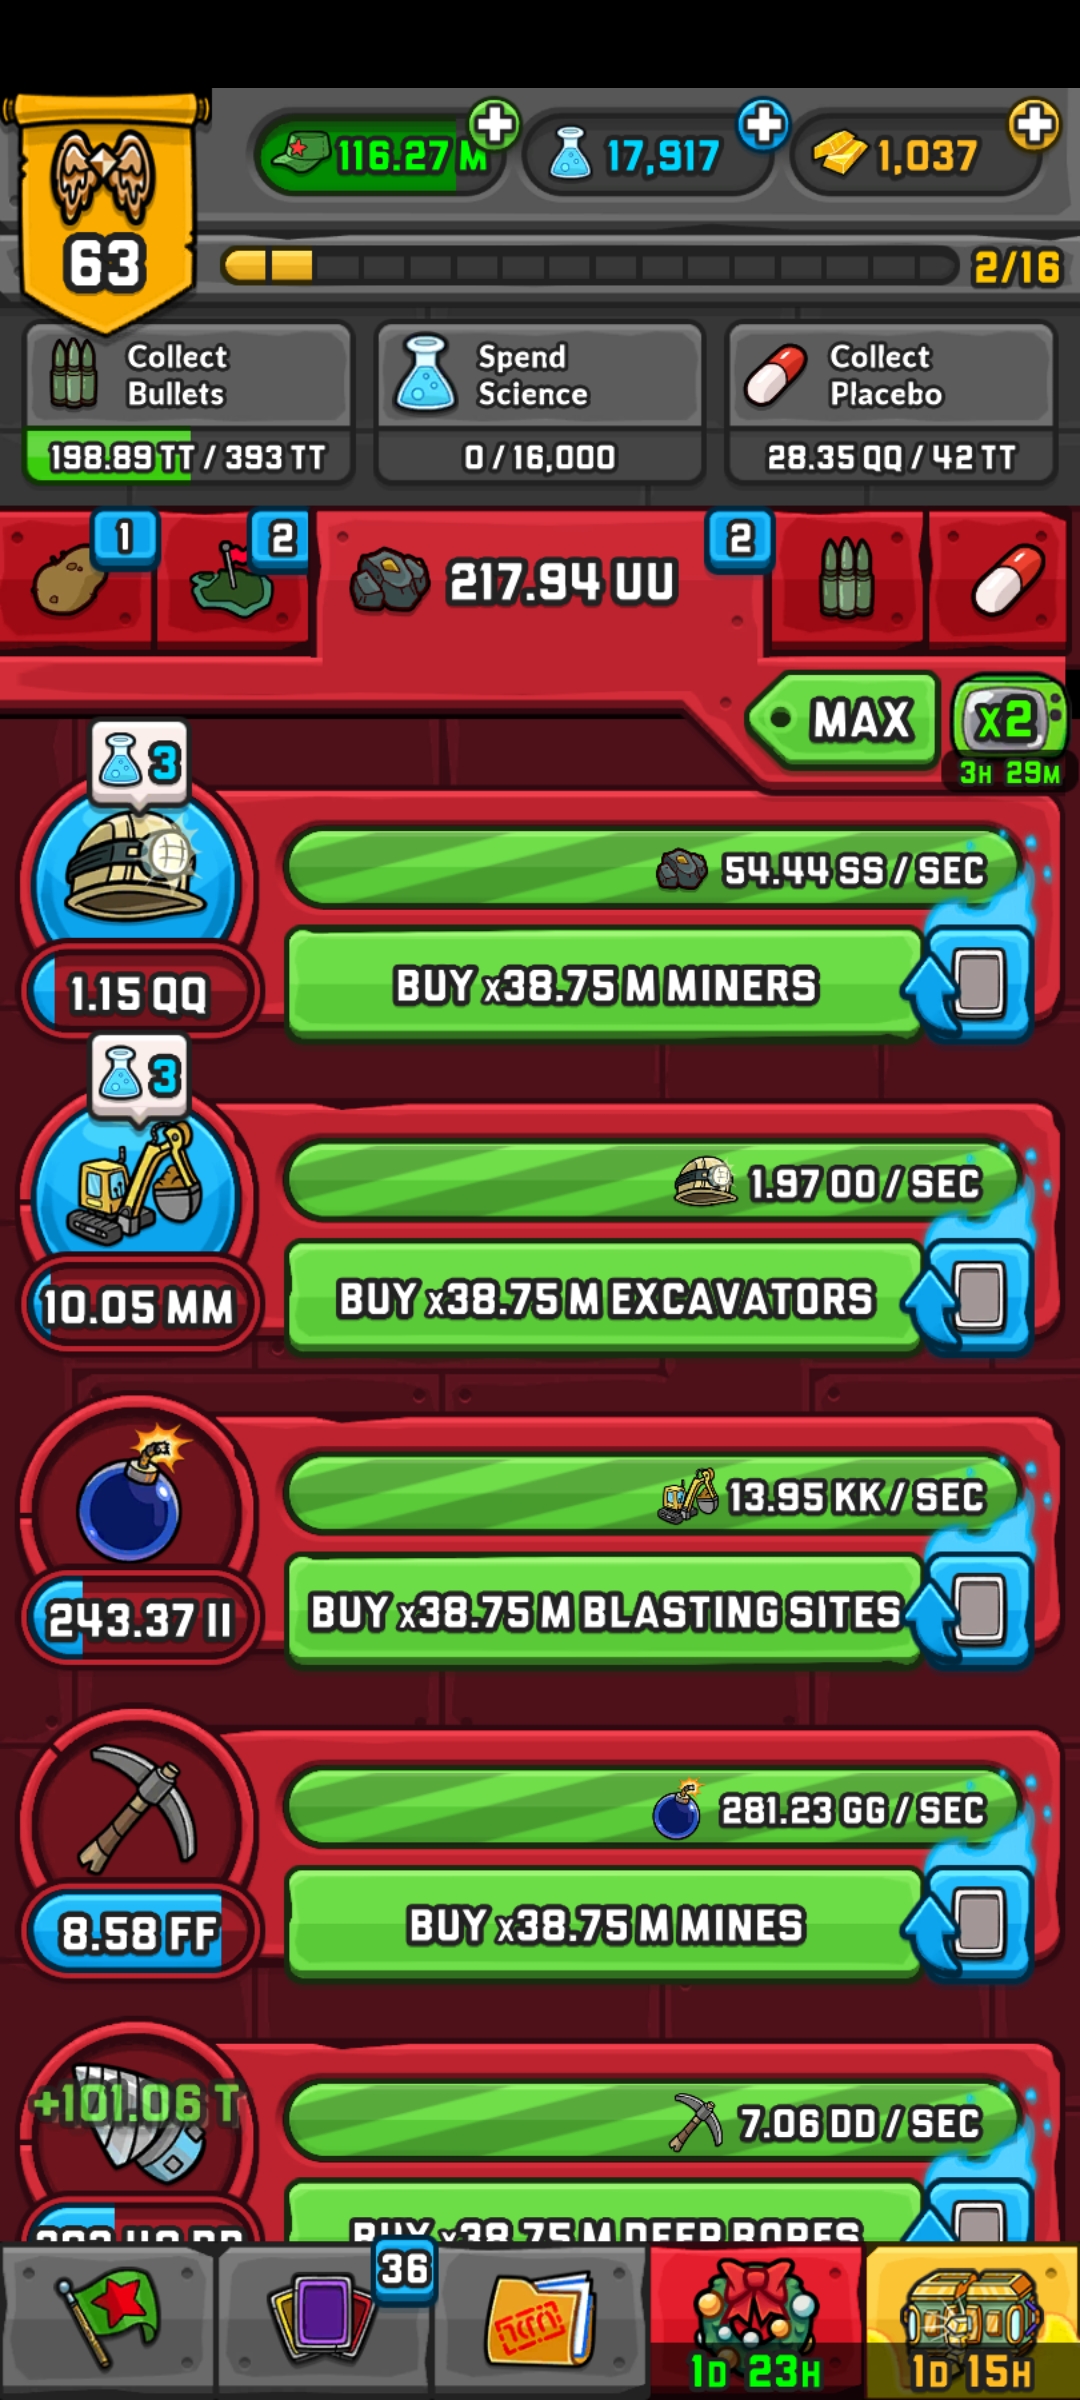 116.27 M
17,917
1,037
63
2/16
Collect
Bullets
198.89 TT / 393 TT
Spend
Science
0 / 16,000
Collect
Placebo
28.35 QQ / 42 TT
1
2
217.94 UU
2
MAX
x2
3H 29M
3
54.44 SS / SEC
BUY x38.75 M MINERS
1.15 QQ
3
1.97 OO / SEC
BUY x38.75 M EXCAVATORS
10.05 MM
13.95 KK / SEC
BUY x38.75 M BLASTING SITES
243.37 II
281.23 GG / SEC
BUY x38.75 M MINES
8.58 FF
+101.06 T
7.06 DD / SEC
BUY x38.75 M DEEP BORES
36
1D 23H
1D 15H